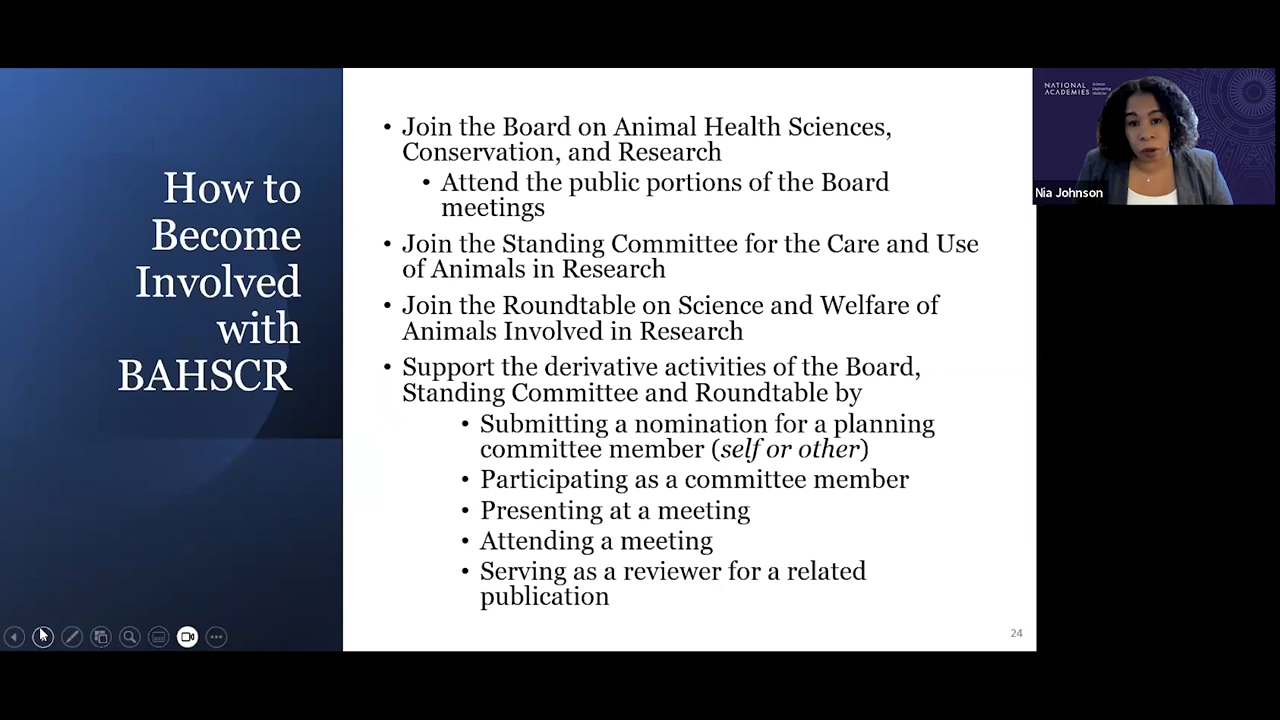 How to
Become
Involved
with
BAHSCR
• Join the Board on Animal Health Sciences,
Conservation, and Research
• Attend the public portions of the Board
meetings
• Join the Standing Committee for the Care and Use
of Animals in Research
• Join the Roundtable on Science and Welfare of
Animals Involved in Research
• Support the derivative activities of the Board,
Standing Committee and Roundtable by
• Submitting a nomination for a planning
committee member (self or other)
• Participating as a committee member
• Presenting at a meeting
• Attending a meeting
• Serving as a reviewer for a related
publication
24
NATIONAL
ACADEMIES
Sciences
Engineering
Medicine
Nia Johnson